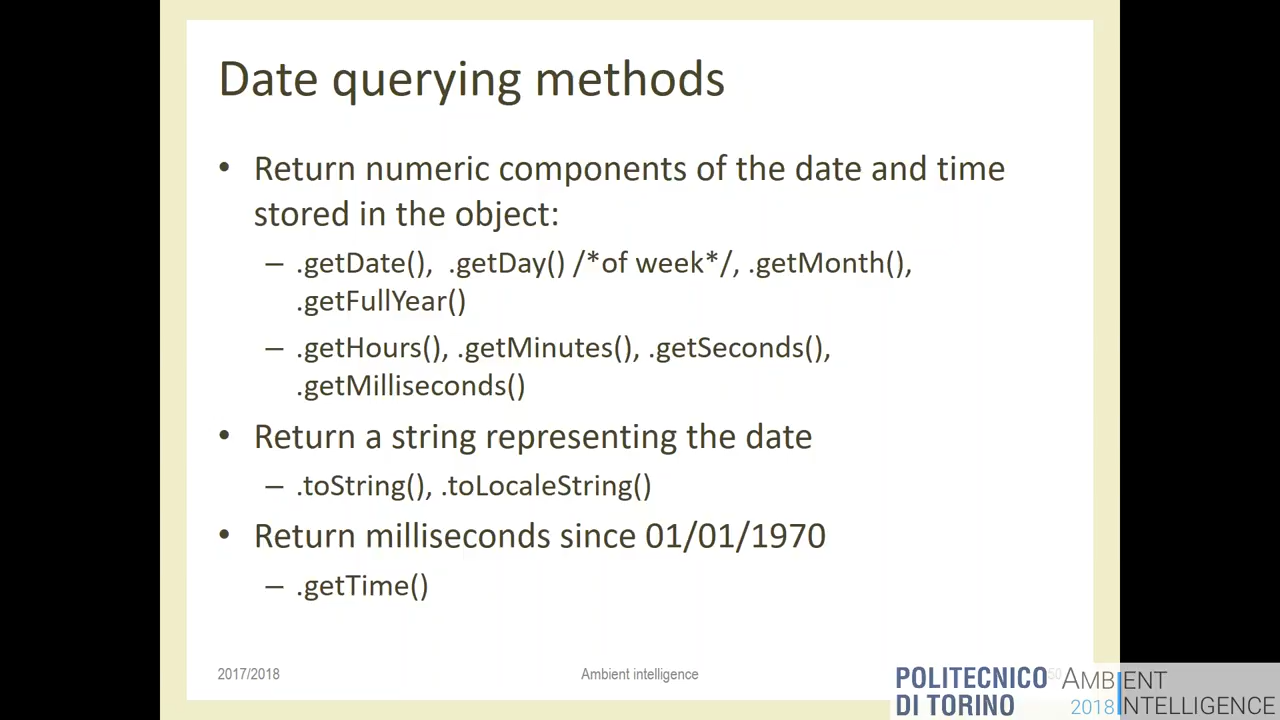 Date querying methods
• Return numeric components of the date and time
stored in the object:
– .getDate(), .getDay() /*of week*/, .getMonth(),
.getFullYear()
– .getHours(), .getMinutes(), .getSeconds(),
.getMilliseconds()
• Return a string representing the date
– .toString(), .toLocaleString()
• Return milliseconds since 01/01/1970
– .getTime()
2017/2018
Ambient intelligence
50
POLITECNICO
DI TORINO
AMBIENT
2018 INTELLIGENCE